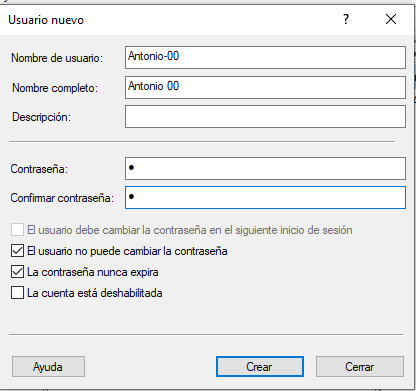 Usuario nuevo
Nombre de usuario: Antonio-00
Nombre completo: Antonio 00
Descripción:
Contraseña: •
Confirmar contraseña: •
El usuario debe cambiar la contraseña en el siguiente inicio de sesión
El usuario no puede cambiar la contraseña
La contraseña nunca expira
La cuenta está deshabilitada
Ayuda Crear Cerrar